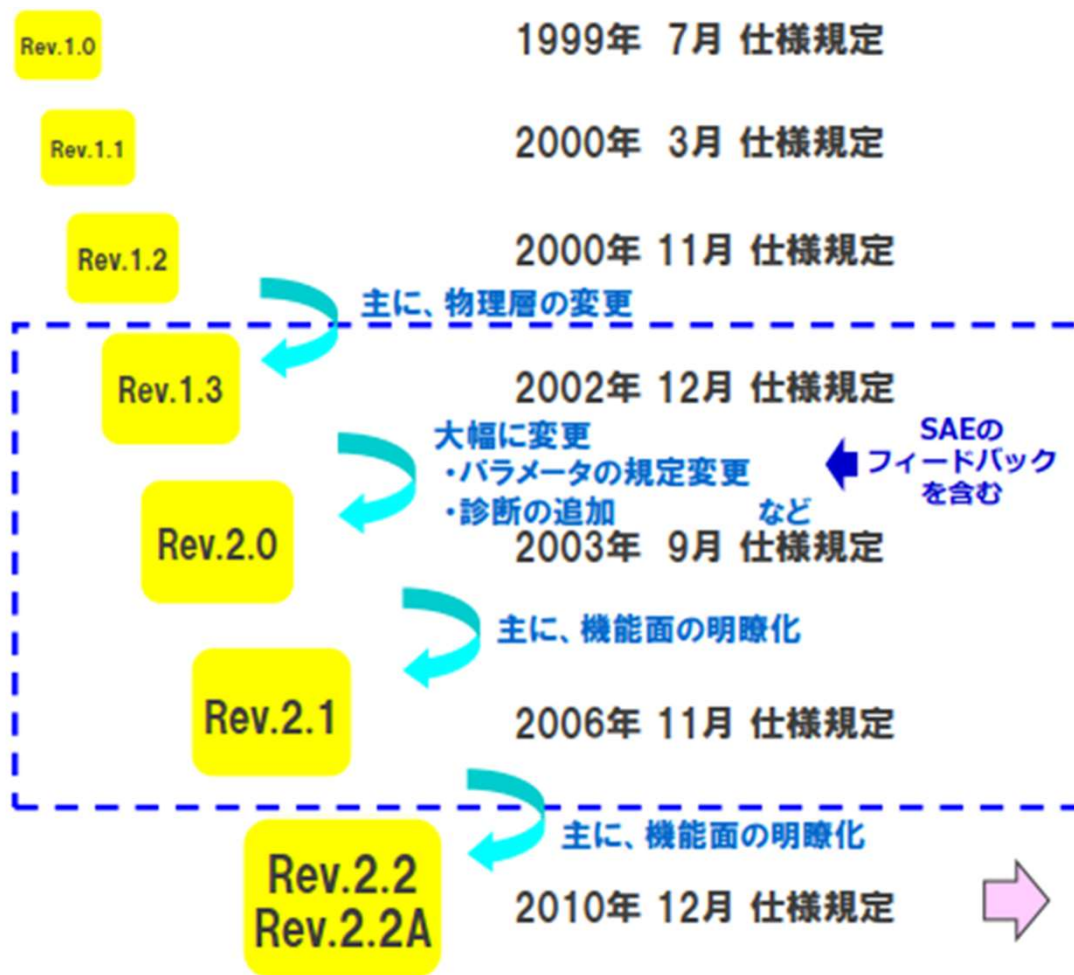 Rev.1.0 1999年 7月 仕様規定
Rev.1.1 2000年 3月 仕様規定
Rev.1.2 2000年 11月 仕様規定
主に、物理層の変更
Rev.1.3 2002年 12月 仕様規定
大幅に変更
・パラメータの規定変更
・診断の追加 など
SAEの
フィードバック
を含む
Rev.2.0 2003年 9月 仕様規定
主に、機能面の明瞭化
Rev.2.1 2006年 11月 仕様規定
主に、機能面の明瞭化
Rev.2.2
Rev.2.2A
2010年 12月 仕様規定